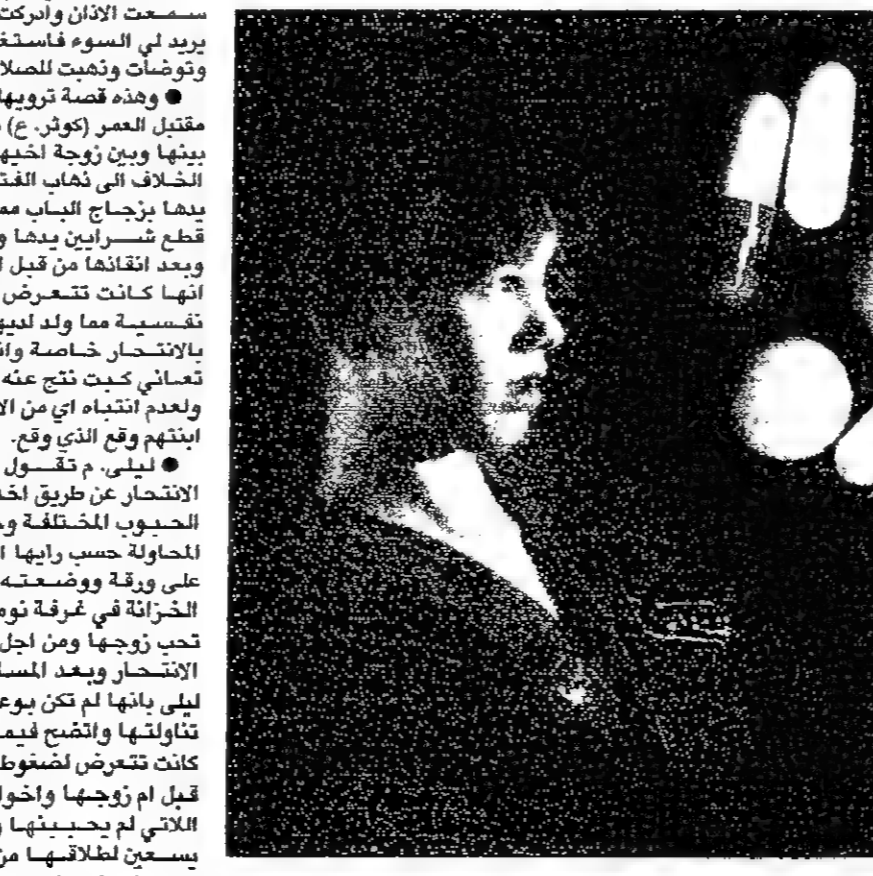 سمعت الاذان وادركت
يريد لي السوء فاستغ
وتوضأت وذهبت للصلا
● وهذه قصة ترويها
مقتبل العمر (كوثر. ع)
بينها وبين زوجة اخيه
الخلاف الى ذهاب الفت
يدها بزجاج الباب مم
قطع شرايين يدها و
وبعد انقاذها من قبل ا
انها كانت تتعرض
نفسية مما ولد لديه
بالانتحار خاصة وان
تعاني كبت نتج عنه
ولعدم انتباه اي من الا
ابنتهم وقع الذي وقع.
● ليلى. م تقول
الانتحار عن طريق اخذ
الحبوب المختلفة وج
المحاولة حسب رايها ا
على ورقة ووضعته
الخزانة في غرفة نوم
تحب زوجها ومن اجل
الانتحار وبعد المسا
ليلى بانها لم تكن بوع
تناولتها واتضح فيم
كانت تتعرض لضغوط
قبل ام زوجها واخوا
اللاتي لم يحببنها و
يسعين لطلاقها من